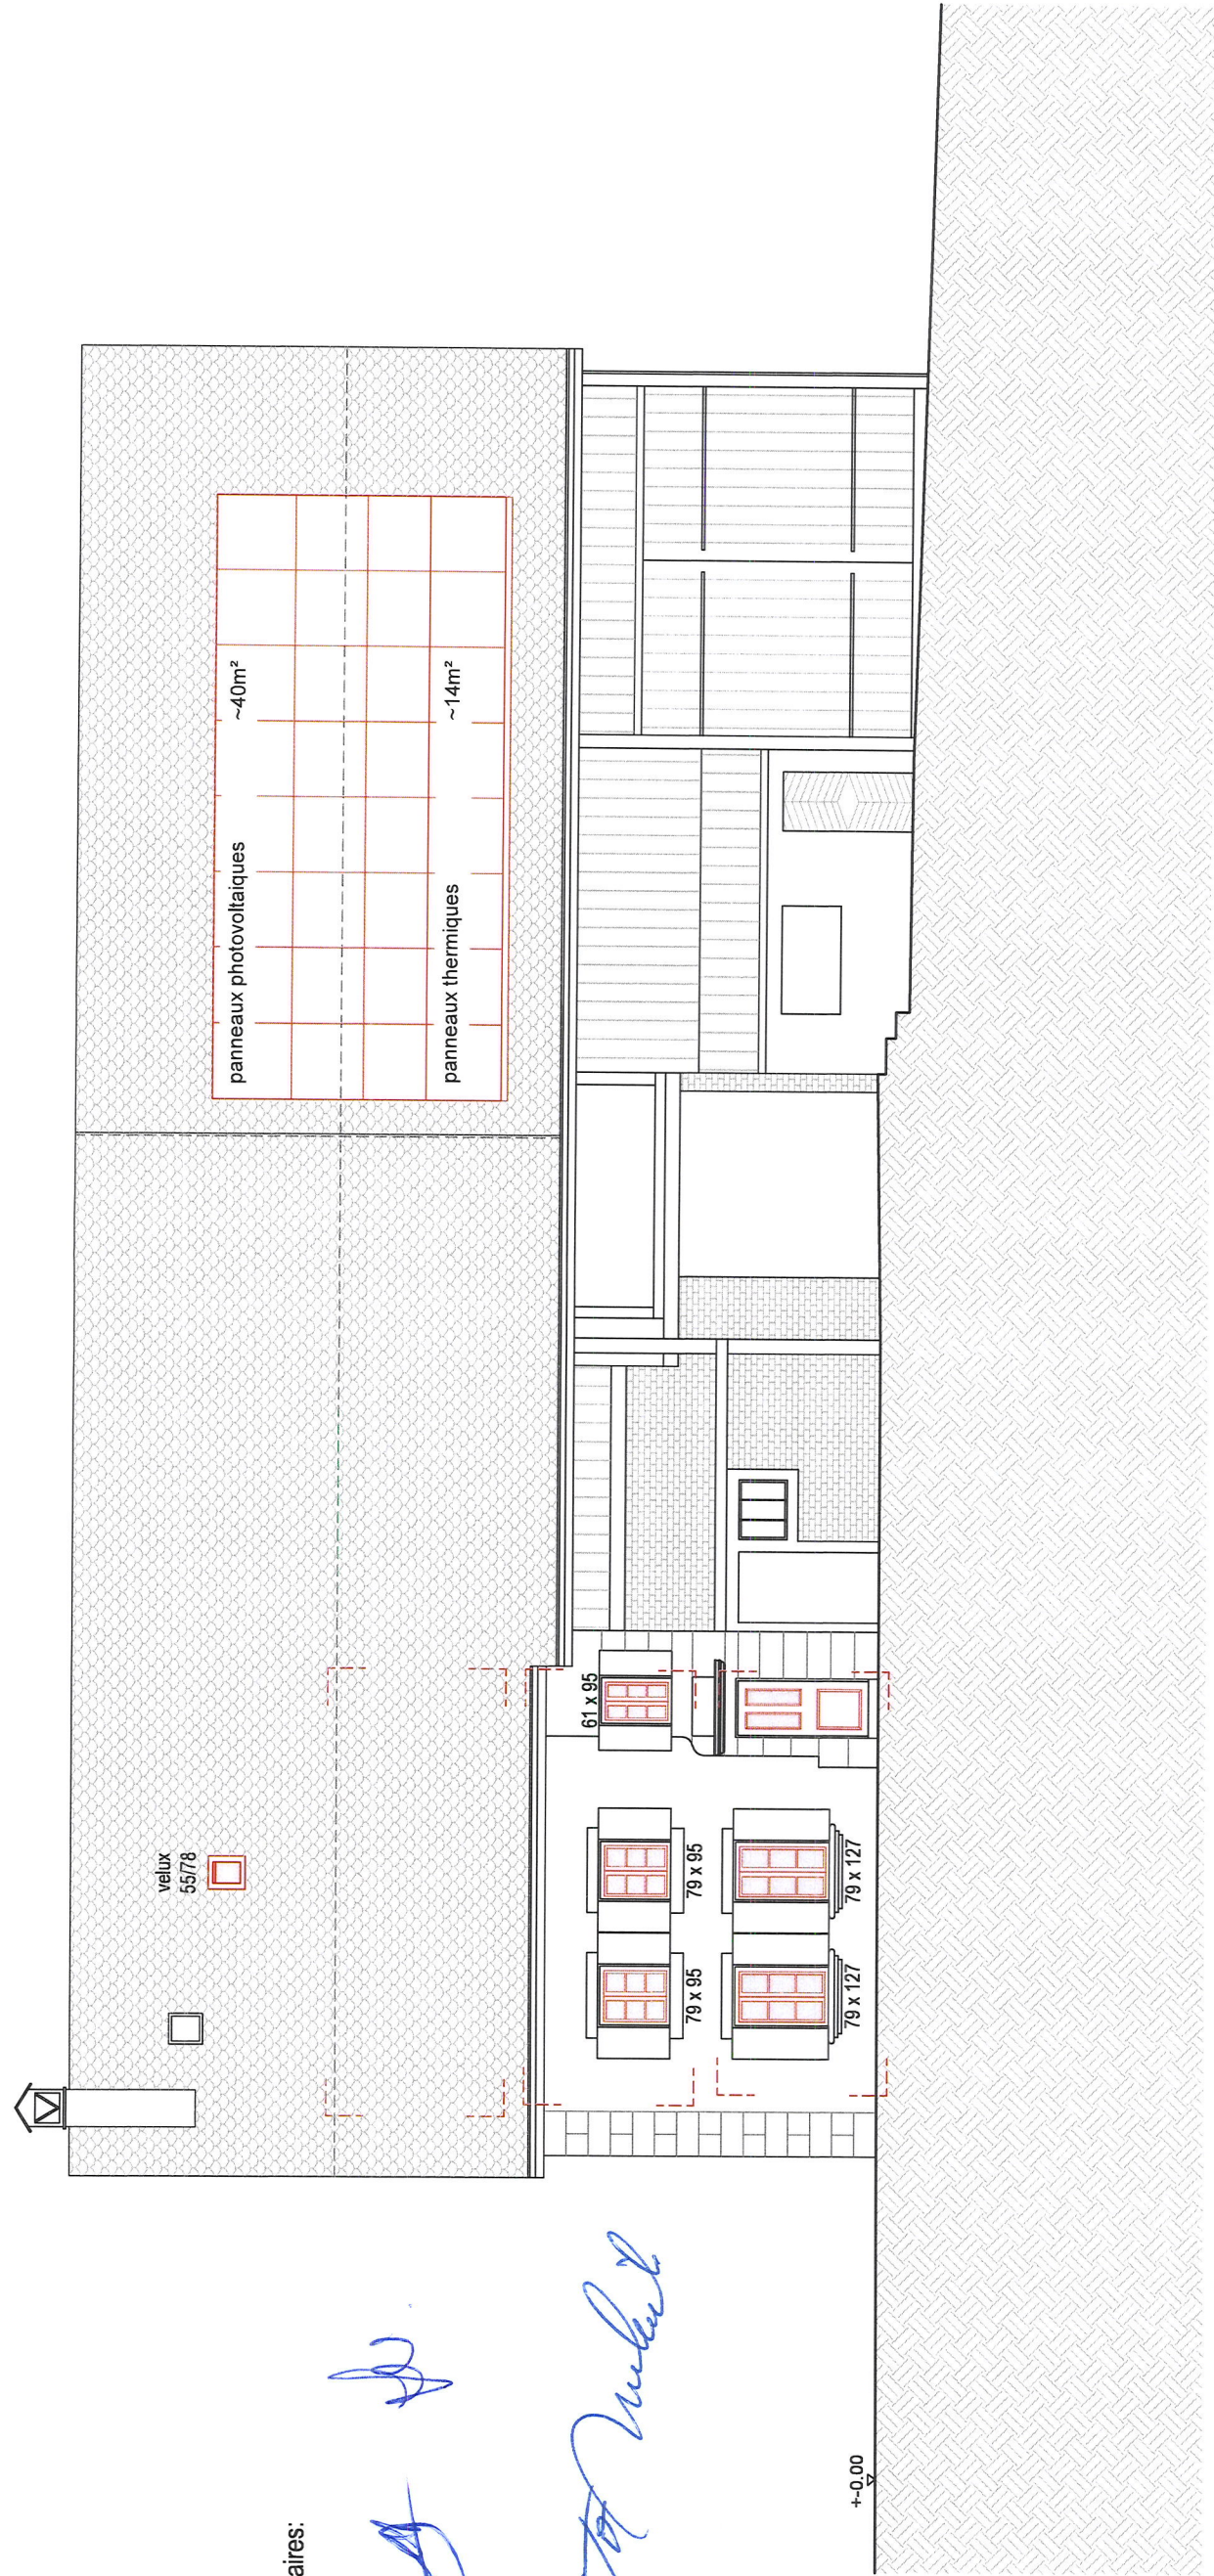 aires:
velux
55/78
panneaux photovoltaiques ~40m²
panneaux thermiques ~14m²
61 x 95
79 x 95
79 x 95
79 x 127
79 x 127
+-0.00